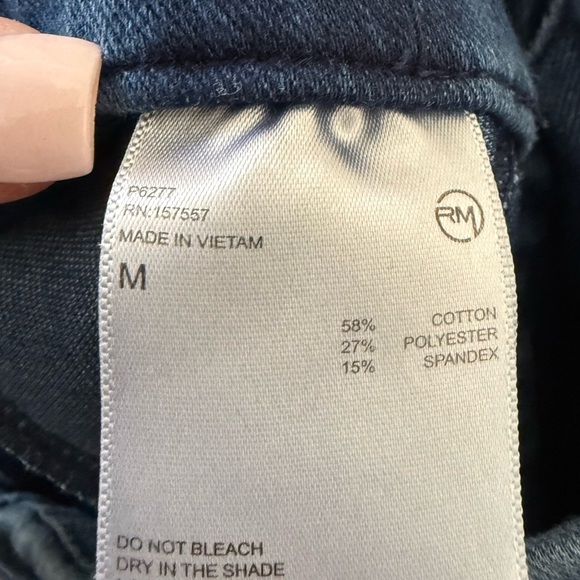 P6277
RN:157557
MADE IN VIETAM
RM
M
58% COTTON
27% POLYESTER
15% SPANDEX
DO NOT BLEACH
DRY IN THE SHADE